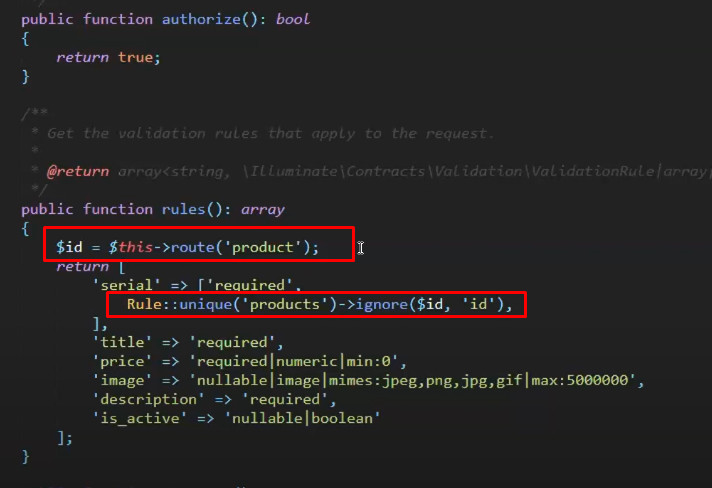 */
public function authorize(): bool
{
return true;
}
/**
* Get the validation rules that apply to the request.
*
* @return array<string, \Illuminate\Contracts\Validation\ValidationRule|array
*/
public function rules(): array
{
$id = $this->route('product');
return [
'serial' => ['required',
Rule::unique('products')->ignore($id, 'id'),
],
'title' => 'required',
'price' => 'required|numeric|min:0',
'image' => 'nullable|image|mimes:jpeg,png,jpg,gif|max:5000000',
'description' => 'required',
'is_active' => 'nullable|boolean'
];
}